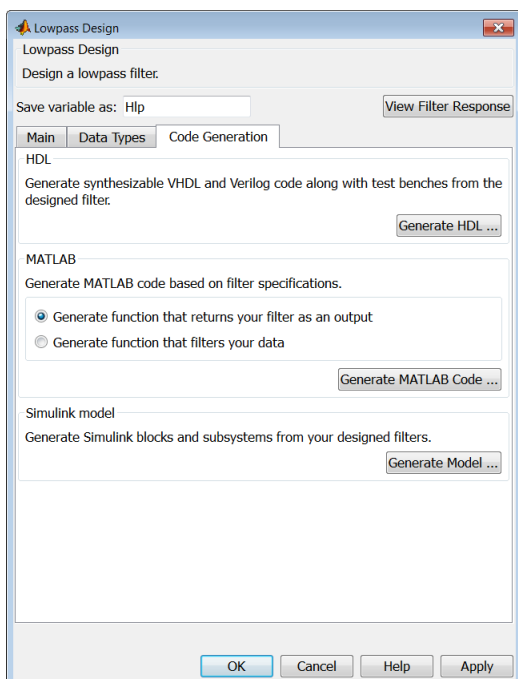 Lowpass Design
Lowpass Design
Design a lowpass filter.
Save variable as: Hlp View Filter Response
Main Data Types Code Generation
HDL
Generate synthesizable VHDL and Verilog code along with test benches from the
designed filter.
Generate HDL ...
MATLAB
Generate MATLAB code based on filter specifications.
Generate function that returns your filter as an output
Generate function that filters your data
Generate MATLAB Code ...
Simulink model
Generate Simulink blocks and subsystems from your designed filters.
Generate Model ...
OK Cancel Help Apply